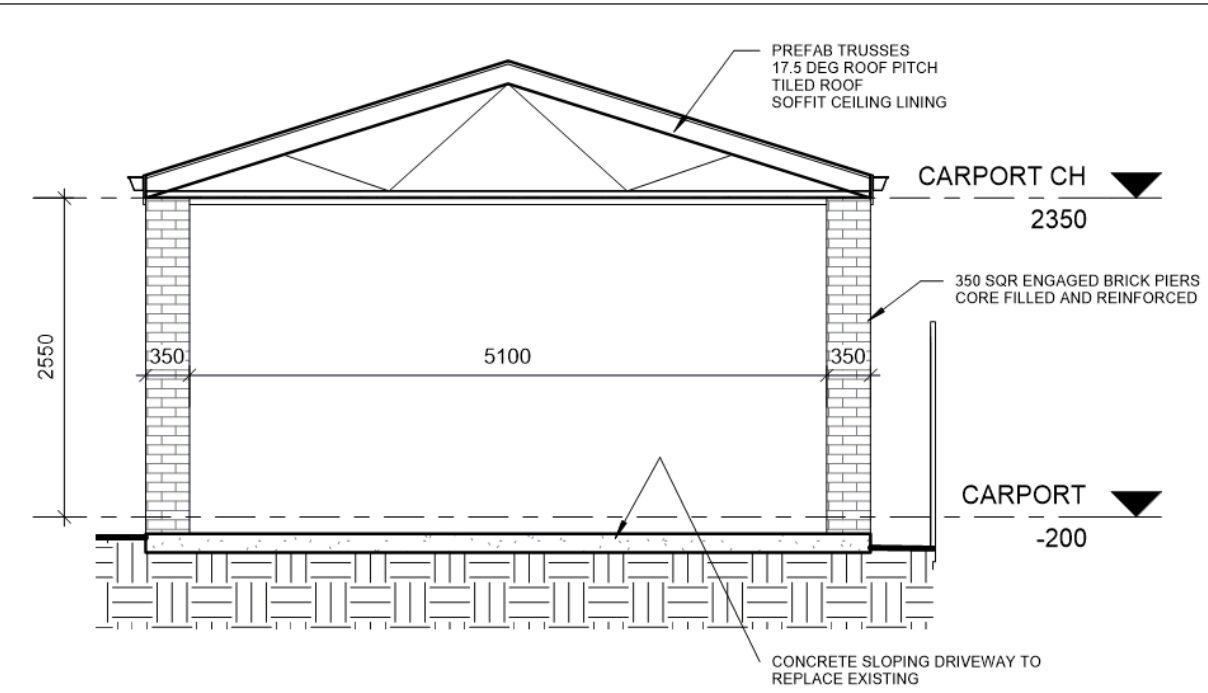 PREFAB TRUSSES
17.5 DEG ROOF PITCH
TILED ROOF
SOFFIT CEILING LINING
CARPORT CH
2350
350 SQR ENGAGED BRICK PIERS
CORE FILLED AND REINFORCED
2550
350
5100
350
CARPORT
-200
CONCRETE SLOPING DRIVEWAY TO
REPLACE EXISTING